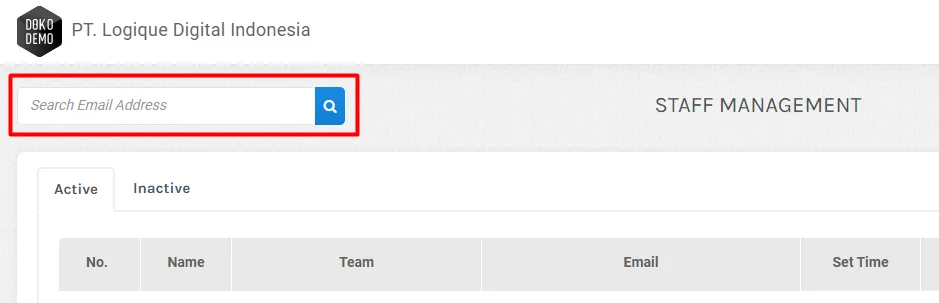 DOKO
DEMO
PT. Logique Digital Indonesia
Search Email Address
STAFF MANAGEMENT
Active
Inactive
No.
Name
Team
Email
Set Time